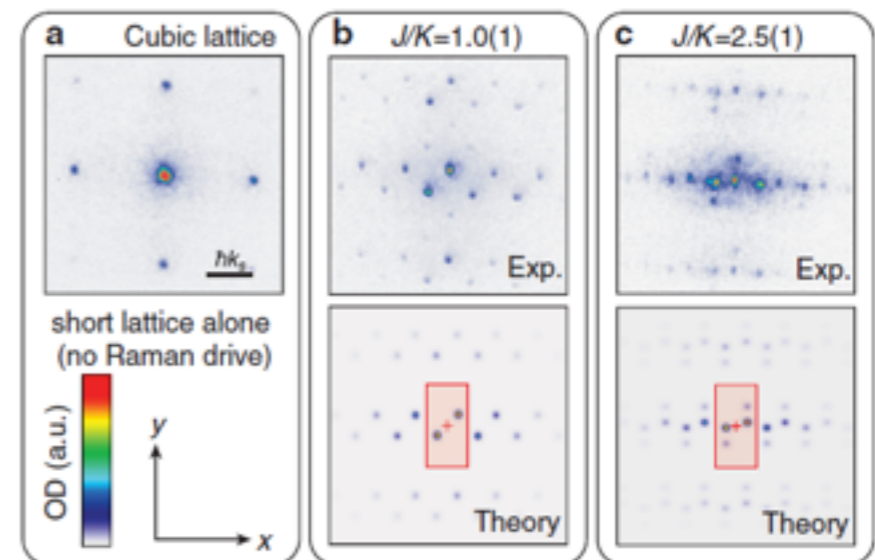 a Cubic lattice
hkₛ
short lattice alone
(no Raman drive)
OD (a.u.)
y
x
b J/K=1.0(1)
Exp.
Theory
c J/K=2.5(1)
Exp.
Theory